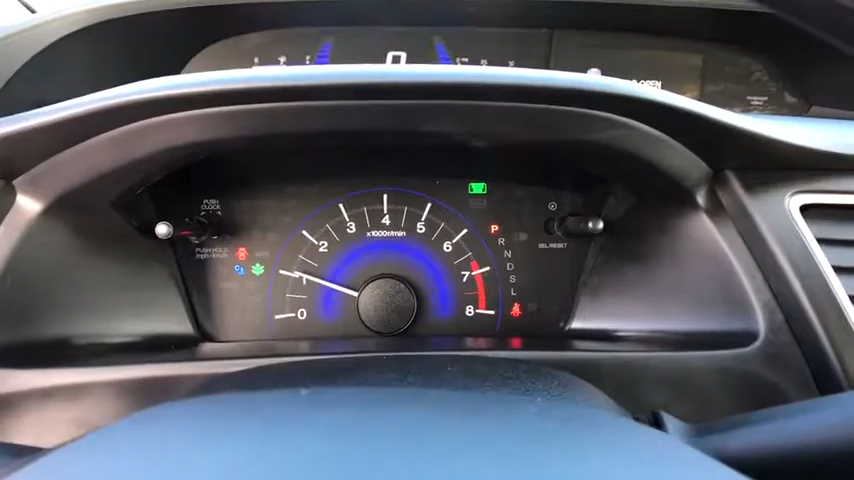 0
PUSH
CLOCK
PUSH HOLD
mph↔km/h
0 1 2 3 4 5 6 7 8
x1000r/min
SEL/RESET
P
R
N
D
S
L